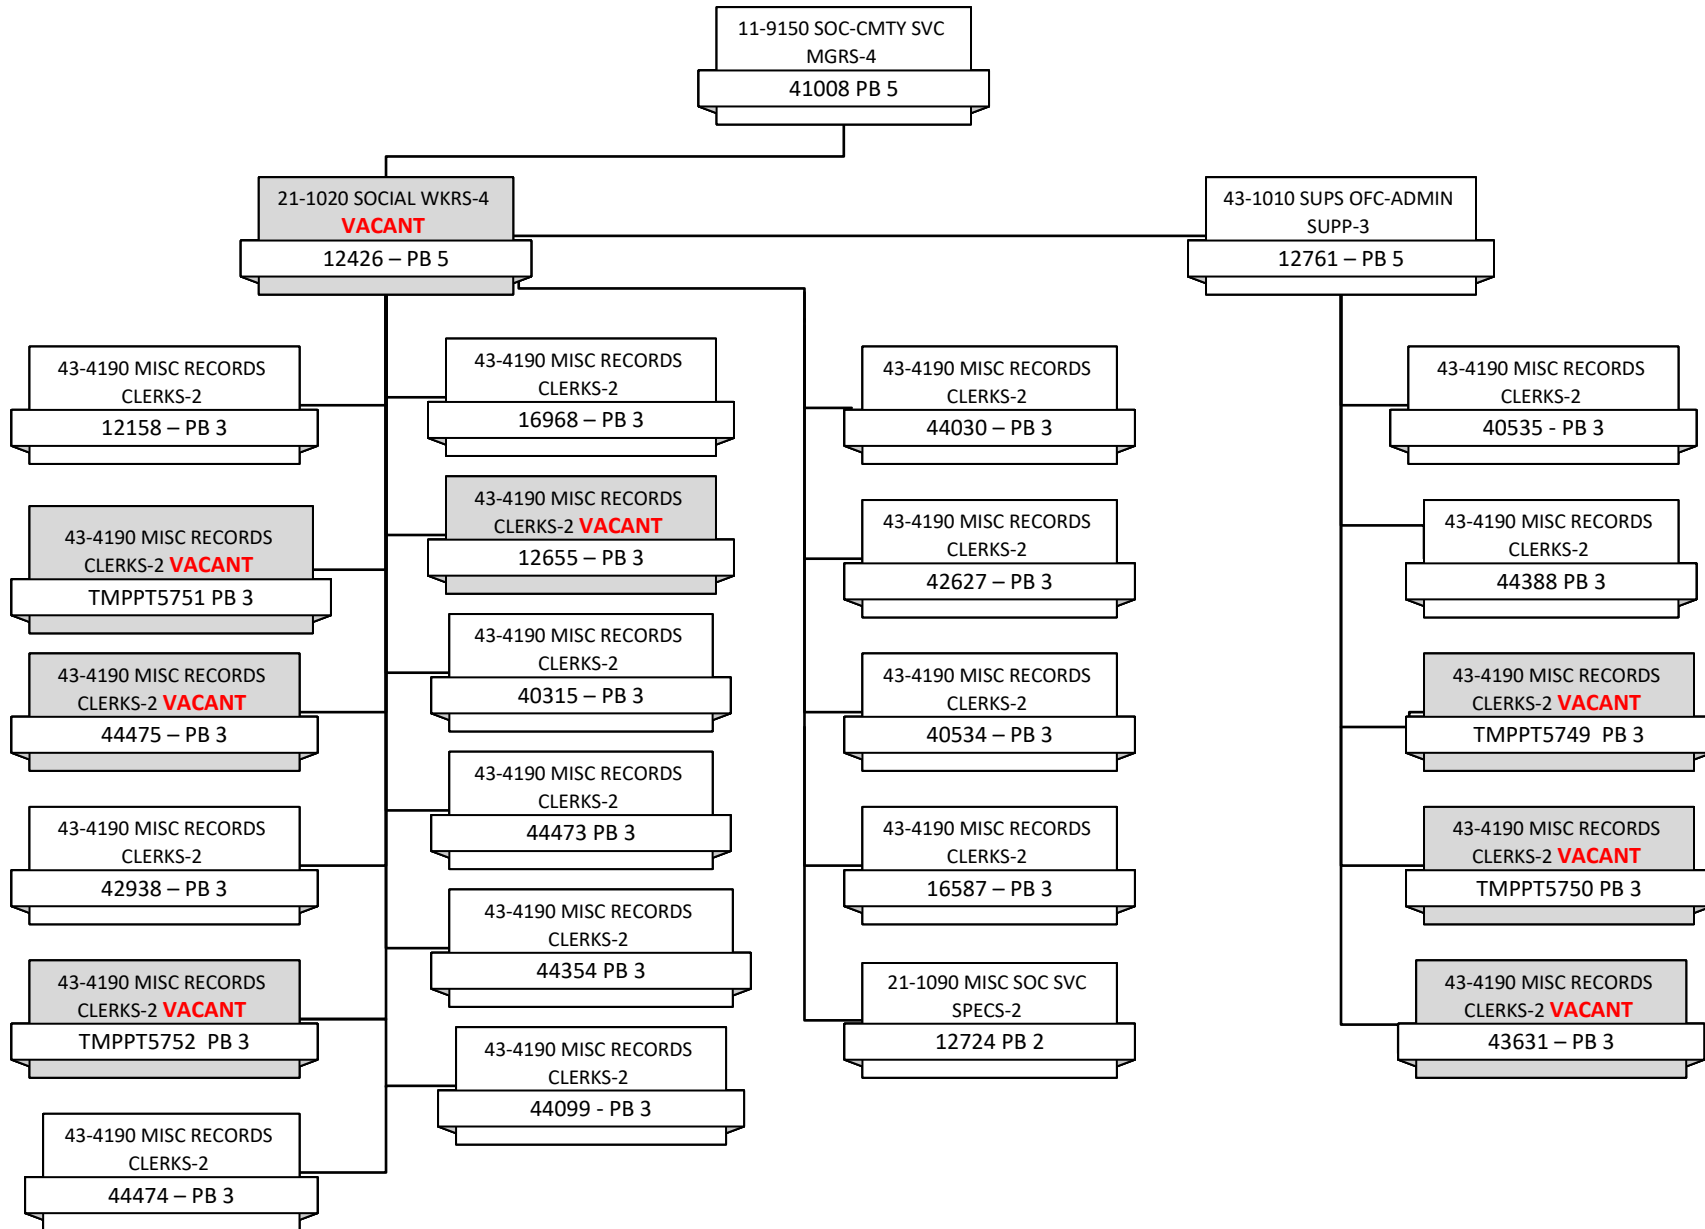 11-9150 SOC-CMTY SVC
MGRS-4
41008 PB 5
21-1020 SOCIAL WKRS-4
VACANT
12426 – PB 5
43-1010 SUPS OFC-ADMIN
SUPP-3
12761 – PB 5
43-4190 MISC RECORDS
CLERKS-2
12158 – PB 3
43-4190 MISC RECORDS
CLERKS-2 VACANT
TMPPT5751 PB 3
43-4190 MISC RECORDS
CLERKS-2 VACANT
44475 – PB 3
43-4190 MISC RECORDS
CLERKS-2
42938 – PB 3
43-4190 MISC RECORDS
CLERKS-2 VACANT
TMPPT5752  PB 3
43-4190 MISC RECORDS
CLERKS-2
44474 – PB 3
43-4190 MISC RECORDS
CLERKS-2
16968 – PB 3
43-4190 MISC RECORDS
CLERKS-2 VACANT
12655 – PB 3
43-4190 MISC RECORDS
CLERKS-2
40315 – PB 3
43-4190 MISC RECORDS
CLERKS-2
44473 PB 3
43-4190 MISC RECORDS
CLERKS-2
44354 PB 3
43-4190 MISC RECORDS
CLERKS-2
44099 - PB 3
43-4190 MISC RECORDS
CLERKS-2
44030 – PB 3
43-4190 MISC RECORDS
CLERKS-2
42627 – PB 3
43-4190 MISC RECORDS
CLERKS-2
40534 – PB 3
43-4190 MISC RECORDS
CLERKS-2
16587 – PB 3
21-1090 MISC SOC SVC
SPECS-2
12724 PB 2
43-4190 MISC RECORDS
CLERKS-2
40535 - PB 3
43-4190 MISC RECORDS
CLERKS-2
44388 PB 3
43-4190 MISC RECORDS
CLERKS-2 VACANT
TMPPT5749  PB 3
43-4190 MISC RECORDS
CLERKS-2 VACANT
TMPPT5750 PB 3
43-4190 MISC RECORDS
CLERKS-2 VACANT
43631 – PB 3